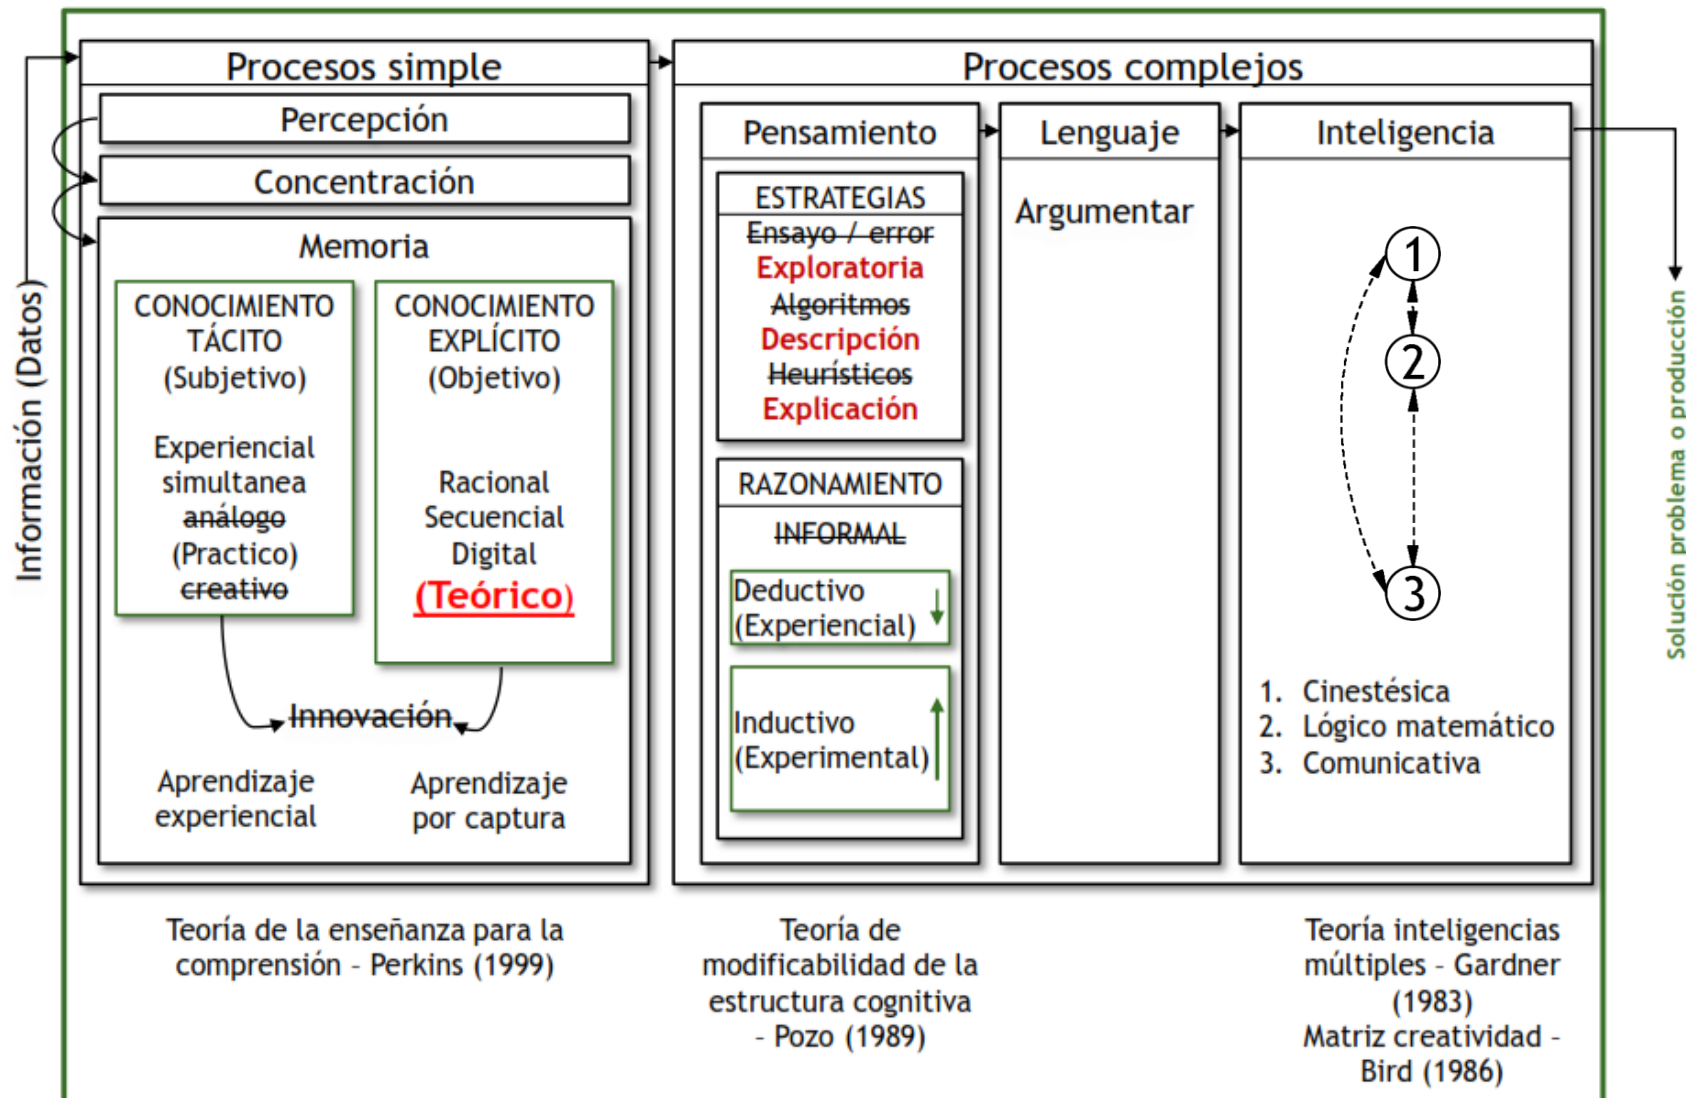 Información (Datos)
Procesos simple
Percepción
Concentración
Memoria
CONOCIMIENTO
TÁCITO
(Subjetivo)
Experiencial
simultanea
análogo
(Practico)
creativo
CONOCIMIENTO
EXPLÍCITO
(Objetivo)
Racional
Secuencial
Digital
(Teórico)
Innovación
Aprendizaje
experiencial
Aprendizaje
por captura
Procesos complejos
Pensamiento
ESTRATEGIAS
Ensayo / error
Exploratoria
Algoritmos
Descripción
Heurísticos
Explicación
RAZONAMIENTO
INFORMAL
Deductivo
(Experiencial)
Inductivo
(Experimental)
Lenguaje
Argumentar
Inteligencia
1
2
3
1. Cinestésica
2. Lógico matemático
3. Comunicativa
Solución problema o producción
Teoría de la enseñanza para la
comprensión – Perkins (1999)
Teoría de
modificabilidad de la
estructura cognitiva
– Pozo (1989)
Teoría inteligencias
múltiples – Gardner
(1983)
Matriz creatividad –
Bird (1986)